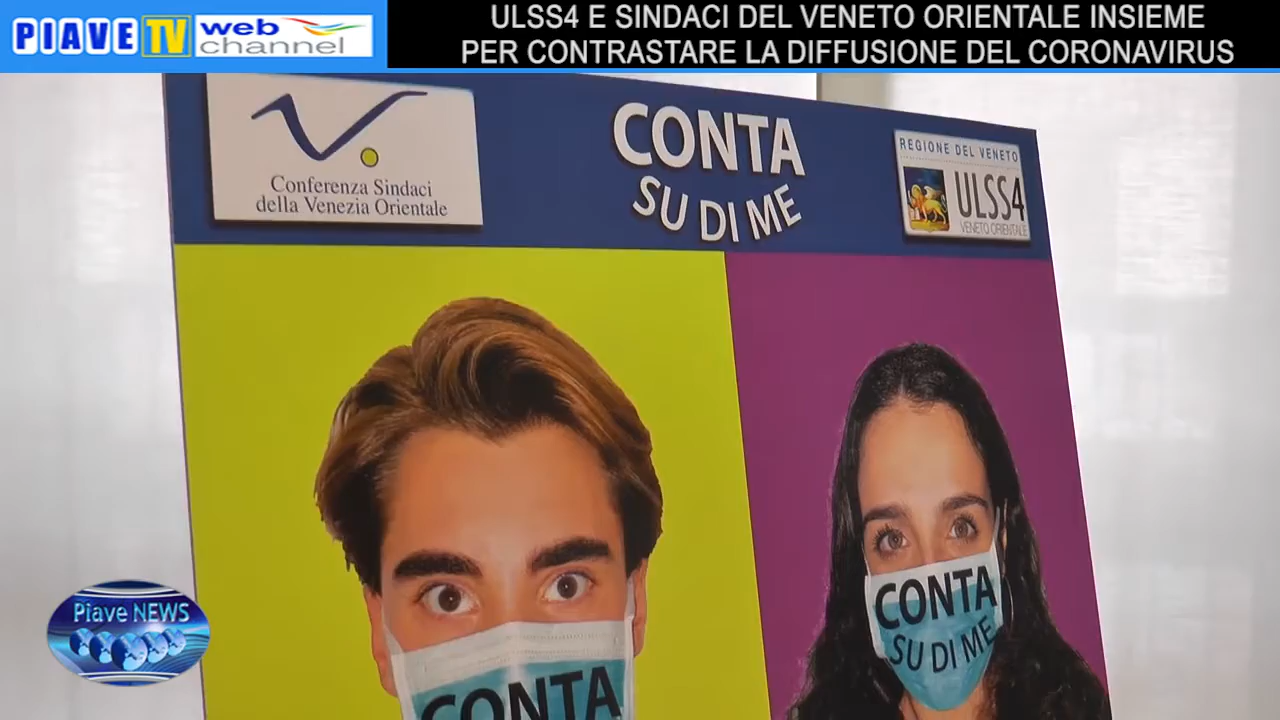 PIAVE TV web channel
ULSS4 E SINDACI DEL VENETO ORIENTALE INSIEME
PER CONTRASTARE LA DIFFUSIONE DEL CORONAVIRUS
Conferenza Sindaci
della Venezia Orientale
CONTA
SU DI ME
REGIONE DEL VENETO
ULSS4
VENETO ORIENTALE
CONTA
SU DI ME
CONTA
Piave NEWS